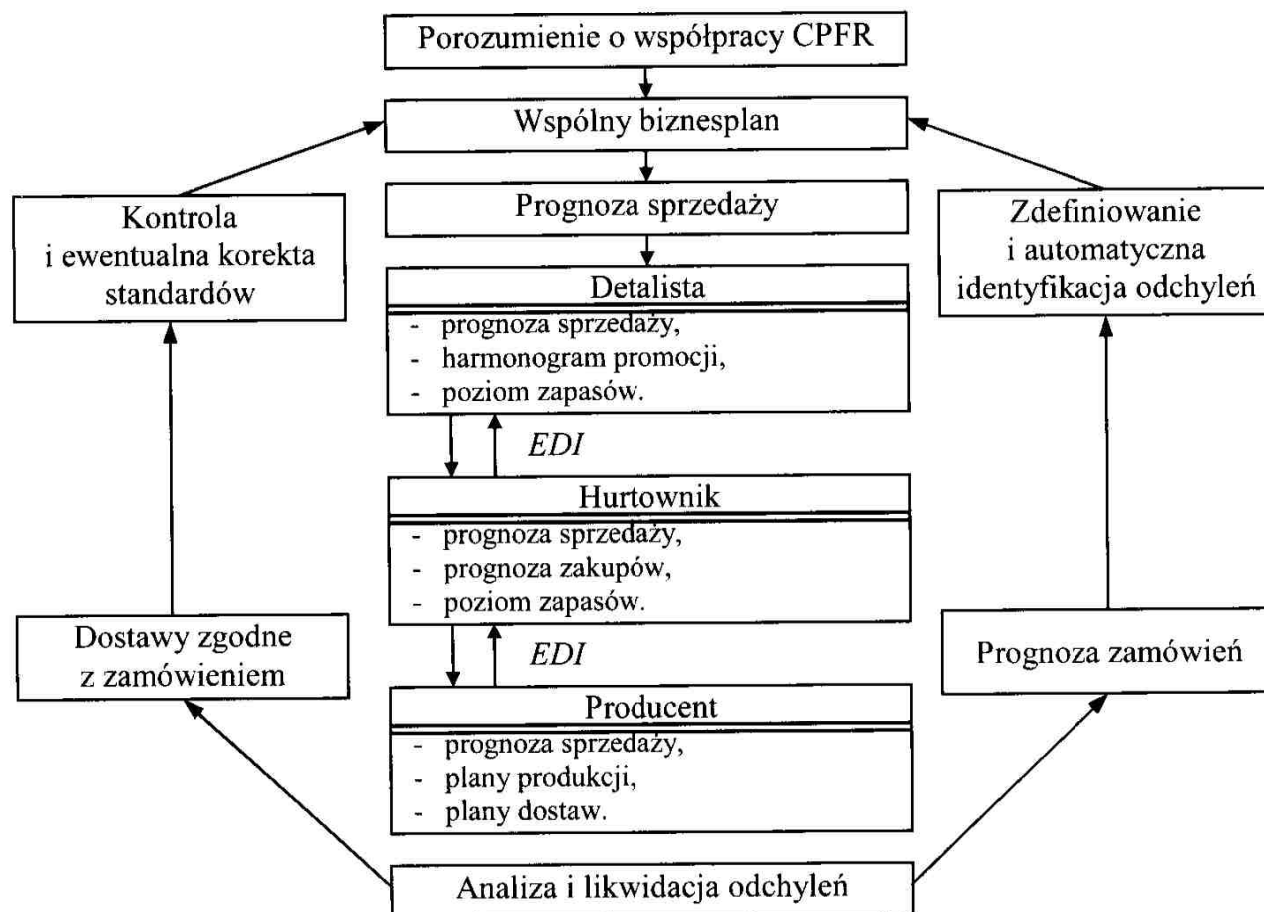 Porozumienie o współpracy CPFR
Wspólny biznesplan
Prognoza sprzedaży
Kontrola
i ewentualna korekta
standardów
Zdefiniowanie
i automatyczna
identyfikacja odchyleń
Detalista
- prognoza sprzedaży,
- harmonogram promocji,
- poziom zapasów.
EDI
Hurtownik
- prognoza sprzedaży,
- prognoza zakupów,
- poziom zapasów.
Dostawy zgodne
z zamówieniem
EDI
Prognoza zamówień
Producent
- prognoza sprzedaży,
- plany produkcji,
- plany dostaw.
Analiza i likwidacja odchyleń